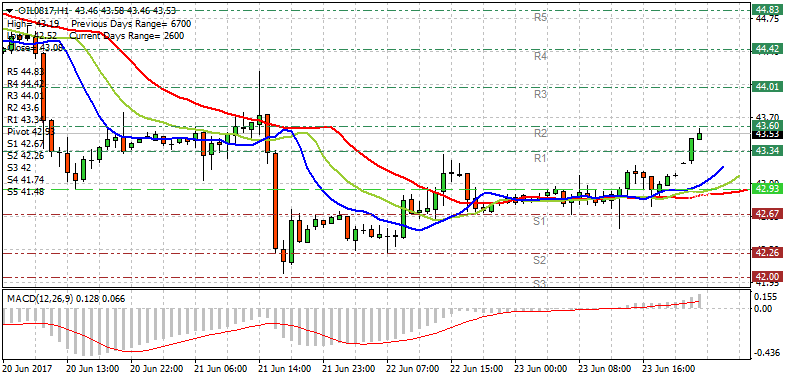 OIL0817,H1 43.46 43.58 43.46 43.53
High= 43.19 Previous Days Range= 6700
42.52 Current Days Range= 2600
Close= 43.08
R5 44.83
R4 44.42
R3 44.01
R2 43.6
R1 43.34
Pivot 42.93
S1 42.67
S2 42.26
S3 42
S4 41.74
S5 41.48
R5
R4
R3
R2
R1
S1
S2
S3
44.83
44.75
44.42
44.01
43.70
43.60
43.53
43.34
42.93
42.67
42.26
42.00
41.95
MACD(12,26,9) 0.128 0.066
0.155
0.00
-0.436
20 Jun 2017
20 Jun 13:00
20 Jun 22:00
21 Jun 06:00
21 Jun 14:00
21 Jun 23:00
22 Jun 07:00
22 Jun 15:00
23 Jun 00:00
23 Jun 08:00
23 Jun 16:00